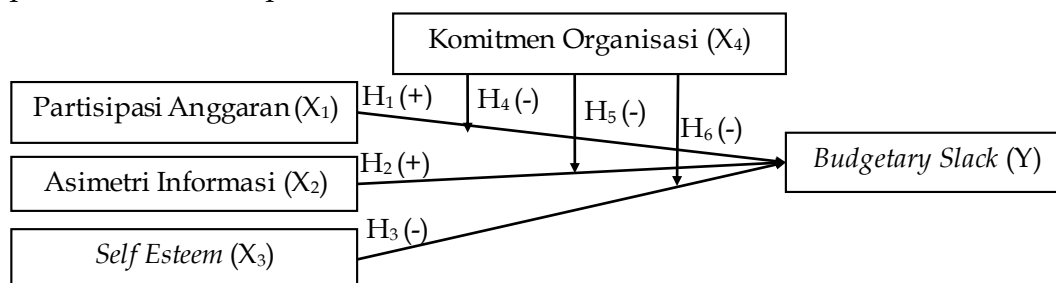 Komitmen Organisasi (X4)
Partisipasi Anggaran (X1)
H1 (+)
H4 (-)
H5 (-)
H6 (-)
Budgetary Slack (Y)
Asimetri Informasi (X2)
H2 (+)
Self Esteem (X3)
H3 (-)